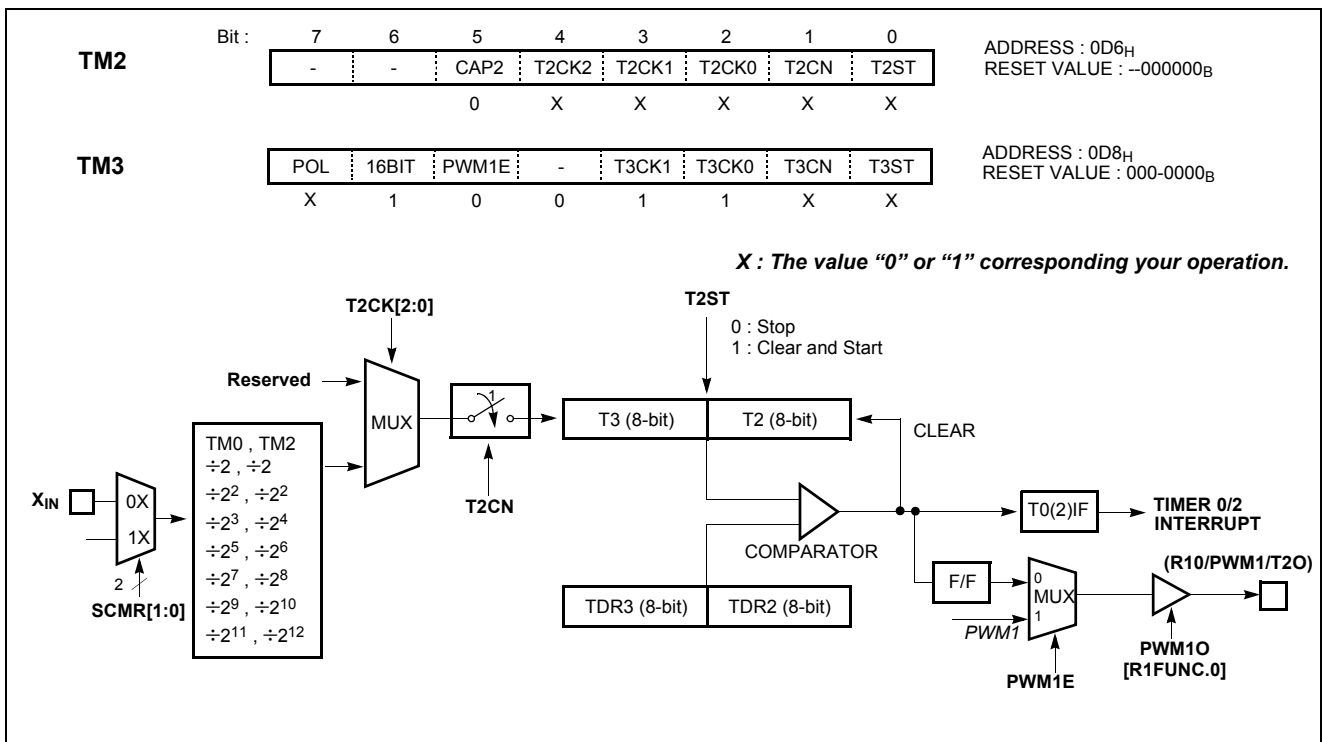 Bit : 7 6 5 4 3 2 1 0
TM2 - - CAP2 T2CK2 T2CK1 T2CK0 T2CN T2ST
ADDRESS : 0D6H
RESET VALUE : --000000B
0 X X X X X
TM3 POL 16BIT PWM1E - T3CK1 T3CK0 T3CN T3ST
ADDRESS : 0D8H
RESET VALUE : 000-0000B
X 1 0 0 1 1 X X
X : The value “0” or “1” corresponding your operation.
T2CK[2:0]
T2ST
0 : Stop
1 : Clear and Start
Reserved
MUX
1
T2CN
T3 (8-bit) T2 (8-bit)
CLEAR
XIN
0X
1X
2
SCMR[1:0]
TM0 , TM2
÷2 , ÷2
÷2² , ÷2²
÷2³ , ÷2⁴
÷2⁵ , ÷2⁶
÷2⁷ , ÷2⁸
÷2⁹ , ÷2¹⁰
÷2¹¹ , ÷2¹²
COMPARATOR
TDR3 (8-bit) TDR2 (8-bit)
T0(2)IF
TIMER 0/2
INTERRUPT
F/F
0
MUX
1
PWM1
PWM1E
(R10/PWM1/T2O)
PWM1O
[R1FUNC.0]